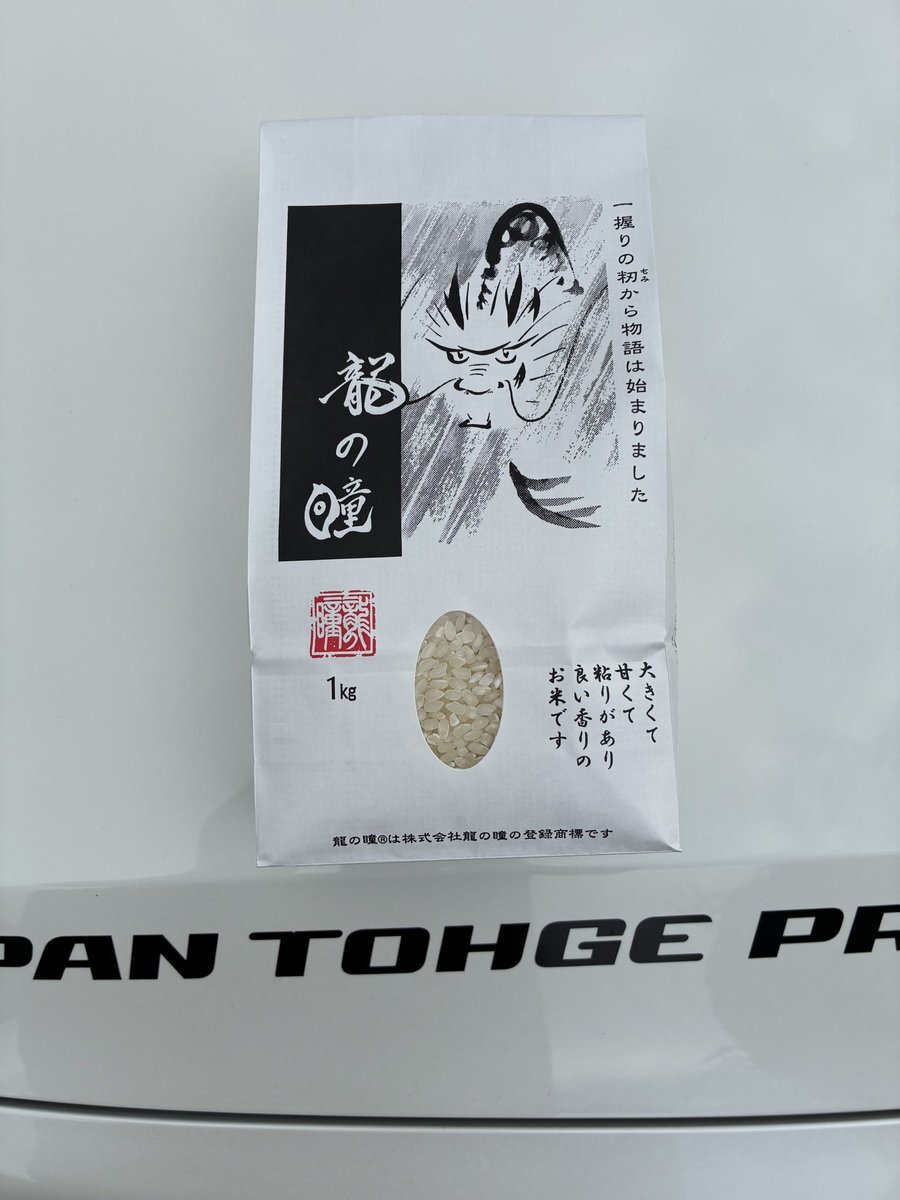 一握りの籾から物語は始まりました
もみ
龍の瞳
龍の瞳
1kg
大きくて
甘くて
粘りがあり
良い香りの
お米です
龍の瞳®は株式会社龍の瞳の登録商標です
PAN TOHGE PR